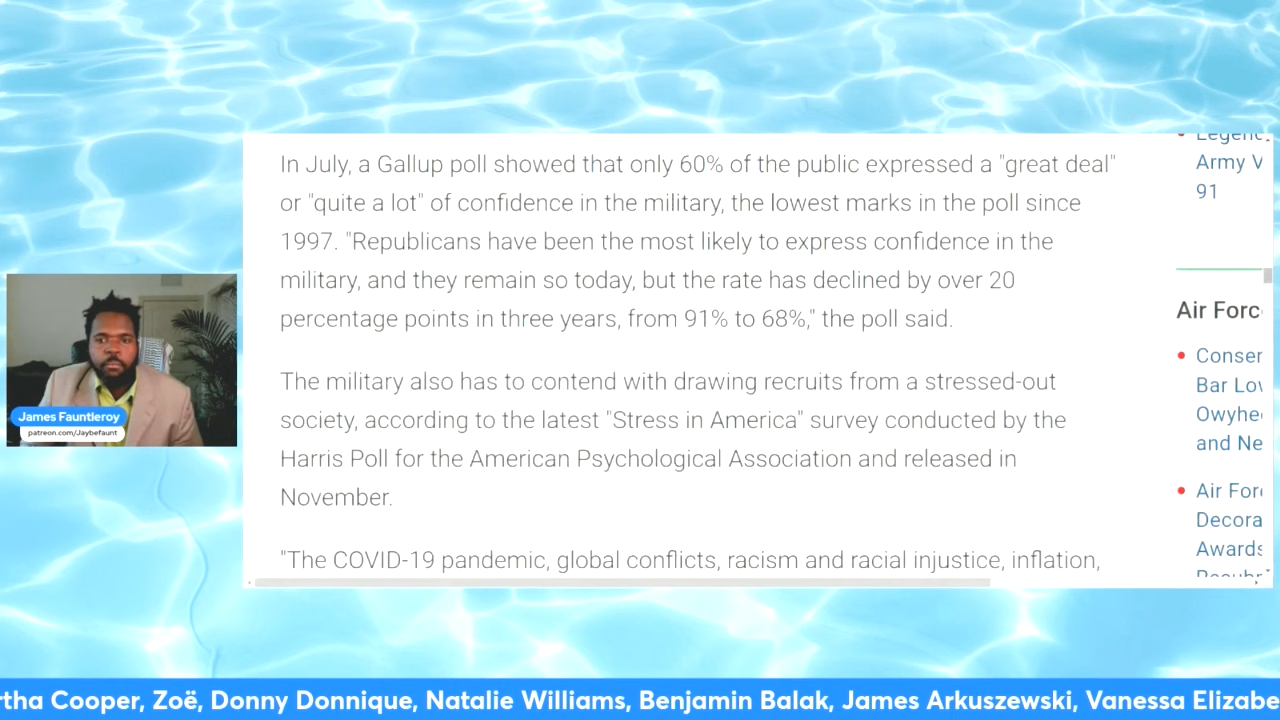 In July, a Gallup poll showed that only 60% of the public expressed a "great deal"
or "quite a lot" of confidence in the military, the lowest marks in the poll since
1997. "Republicans have been the most likely to express confidence in the
military, and they remain so today, but the rate has declined by over 20
percentage points in three years, from 91% to 68%," the poll said.
The military also has to contend with drawing recruits from a stressed-out
society, according to the latest "Stress in America" survey conducted by the
Harris Poll for the American Psychological Association and released in
November.
"The COVID-19 pandemic, global conflicts, racism and racial injustice, inflation,
Army V
91
Air Forc
Conser
Bar Lov
Owyhe
and Ne
Air For
Decora
Awards
James Fauntleroy
patreon.com/Jaybefaunt
rtha Cooper, Zoë, Donny Donnique, Natalie Williams, Benjamin Balak, James Arkuszewski, Vanessa Elizabe